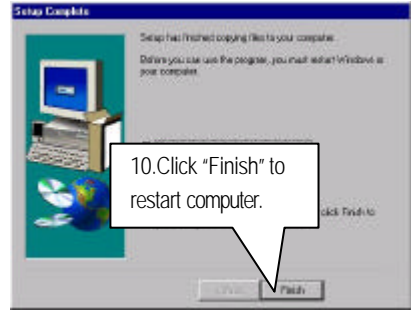 Setup Complete
Setup has finished copying files to your computer.
Before you can use the program, you must restart Windows or
your computer.
10.Click “Finish” to
restart computer.
click Finish to
Finish